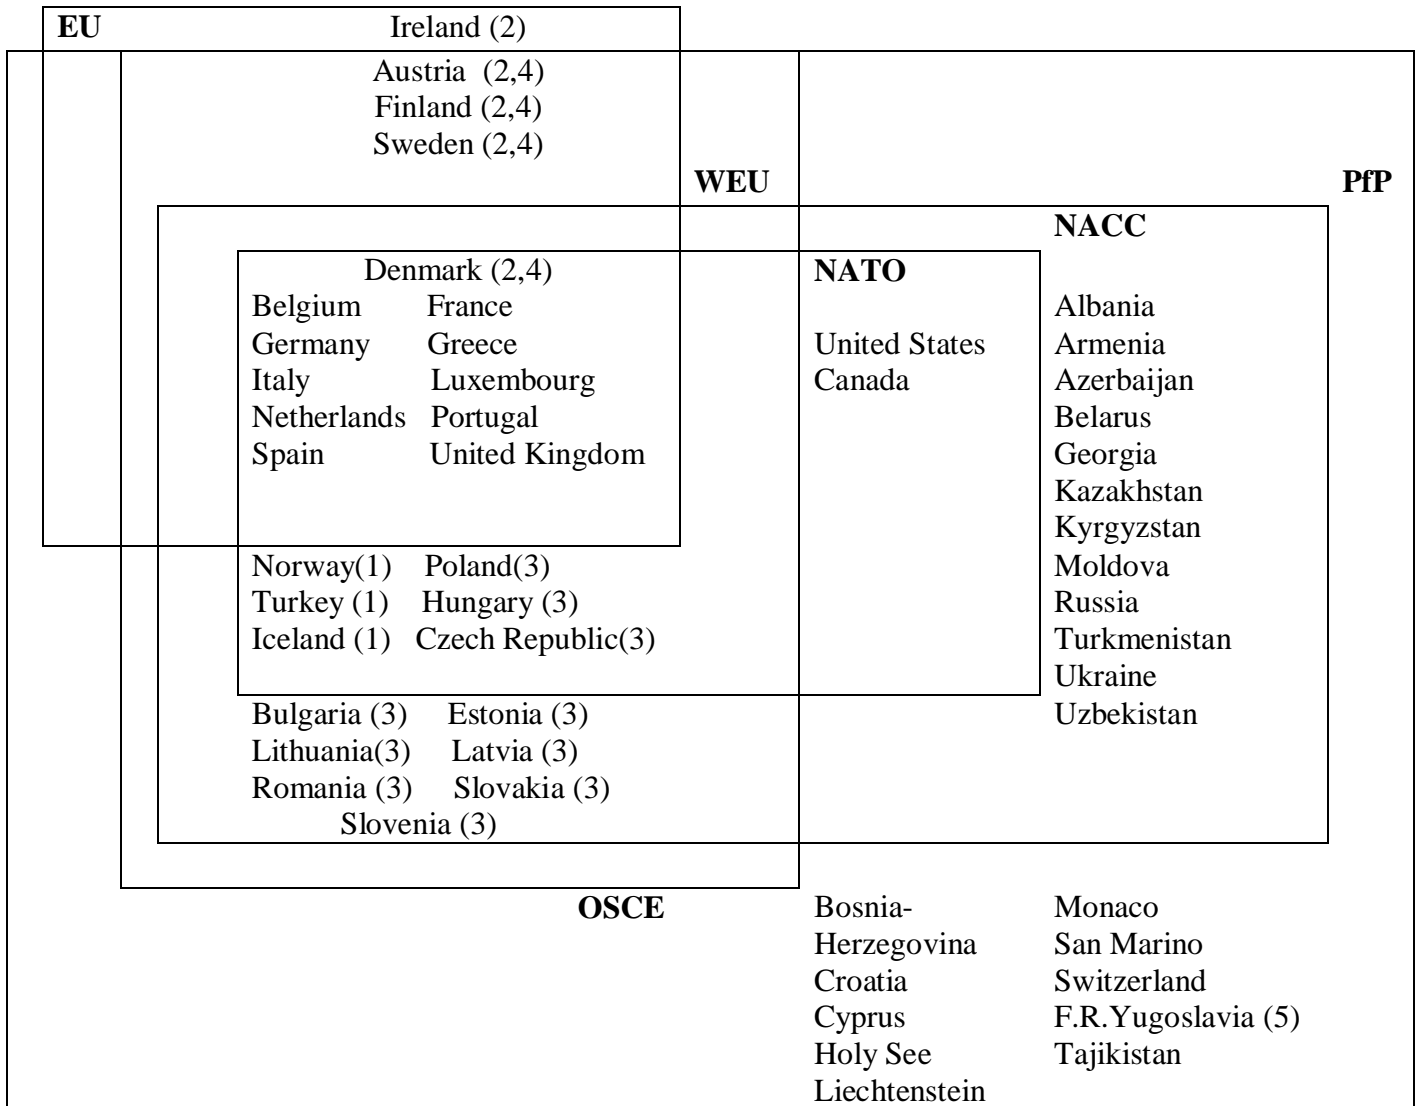 EU Ireland (2)
Austria (2,4)
Finland (2,4)
Sweden (2,4)
WEU PfP
NACC
Denmark (2,4) NATO
Belgium France Albania
Germany Greece United States Armenia
Italy Luxembourg Canada Azerbaijan
Netherlands Portugal Belarus
Spain United Kingdom Georgia
Kazakhstan
Kyrgyzstan
Norway(1) Poland(3) Moldova
Turkey (1) Hungary (3) Russia
Iceland (1) Czech Republic(3) Turkmenistan
Ukraine
Bulgaria (3) Estonia (3) Uzbekistan
Lithuania(3) Latvia (3)
Romania (3) Slovakia (3)
Slovenia (3)
OSCE Bosnia- Monaco
Herzegovina San Marino
Croatia Switzerland
Cyprus F.R.Yugoslavia (5)
Holy See Tajikistan
Liechtenstein